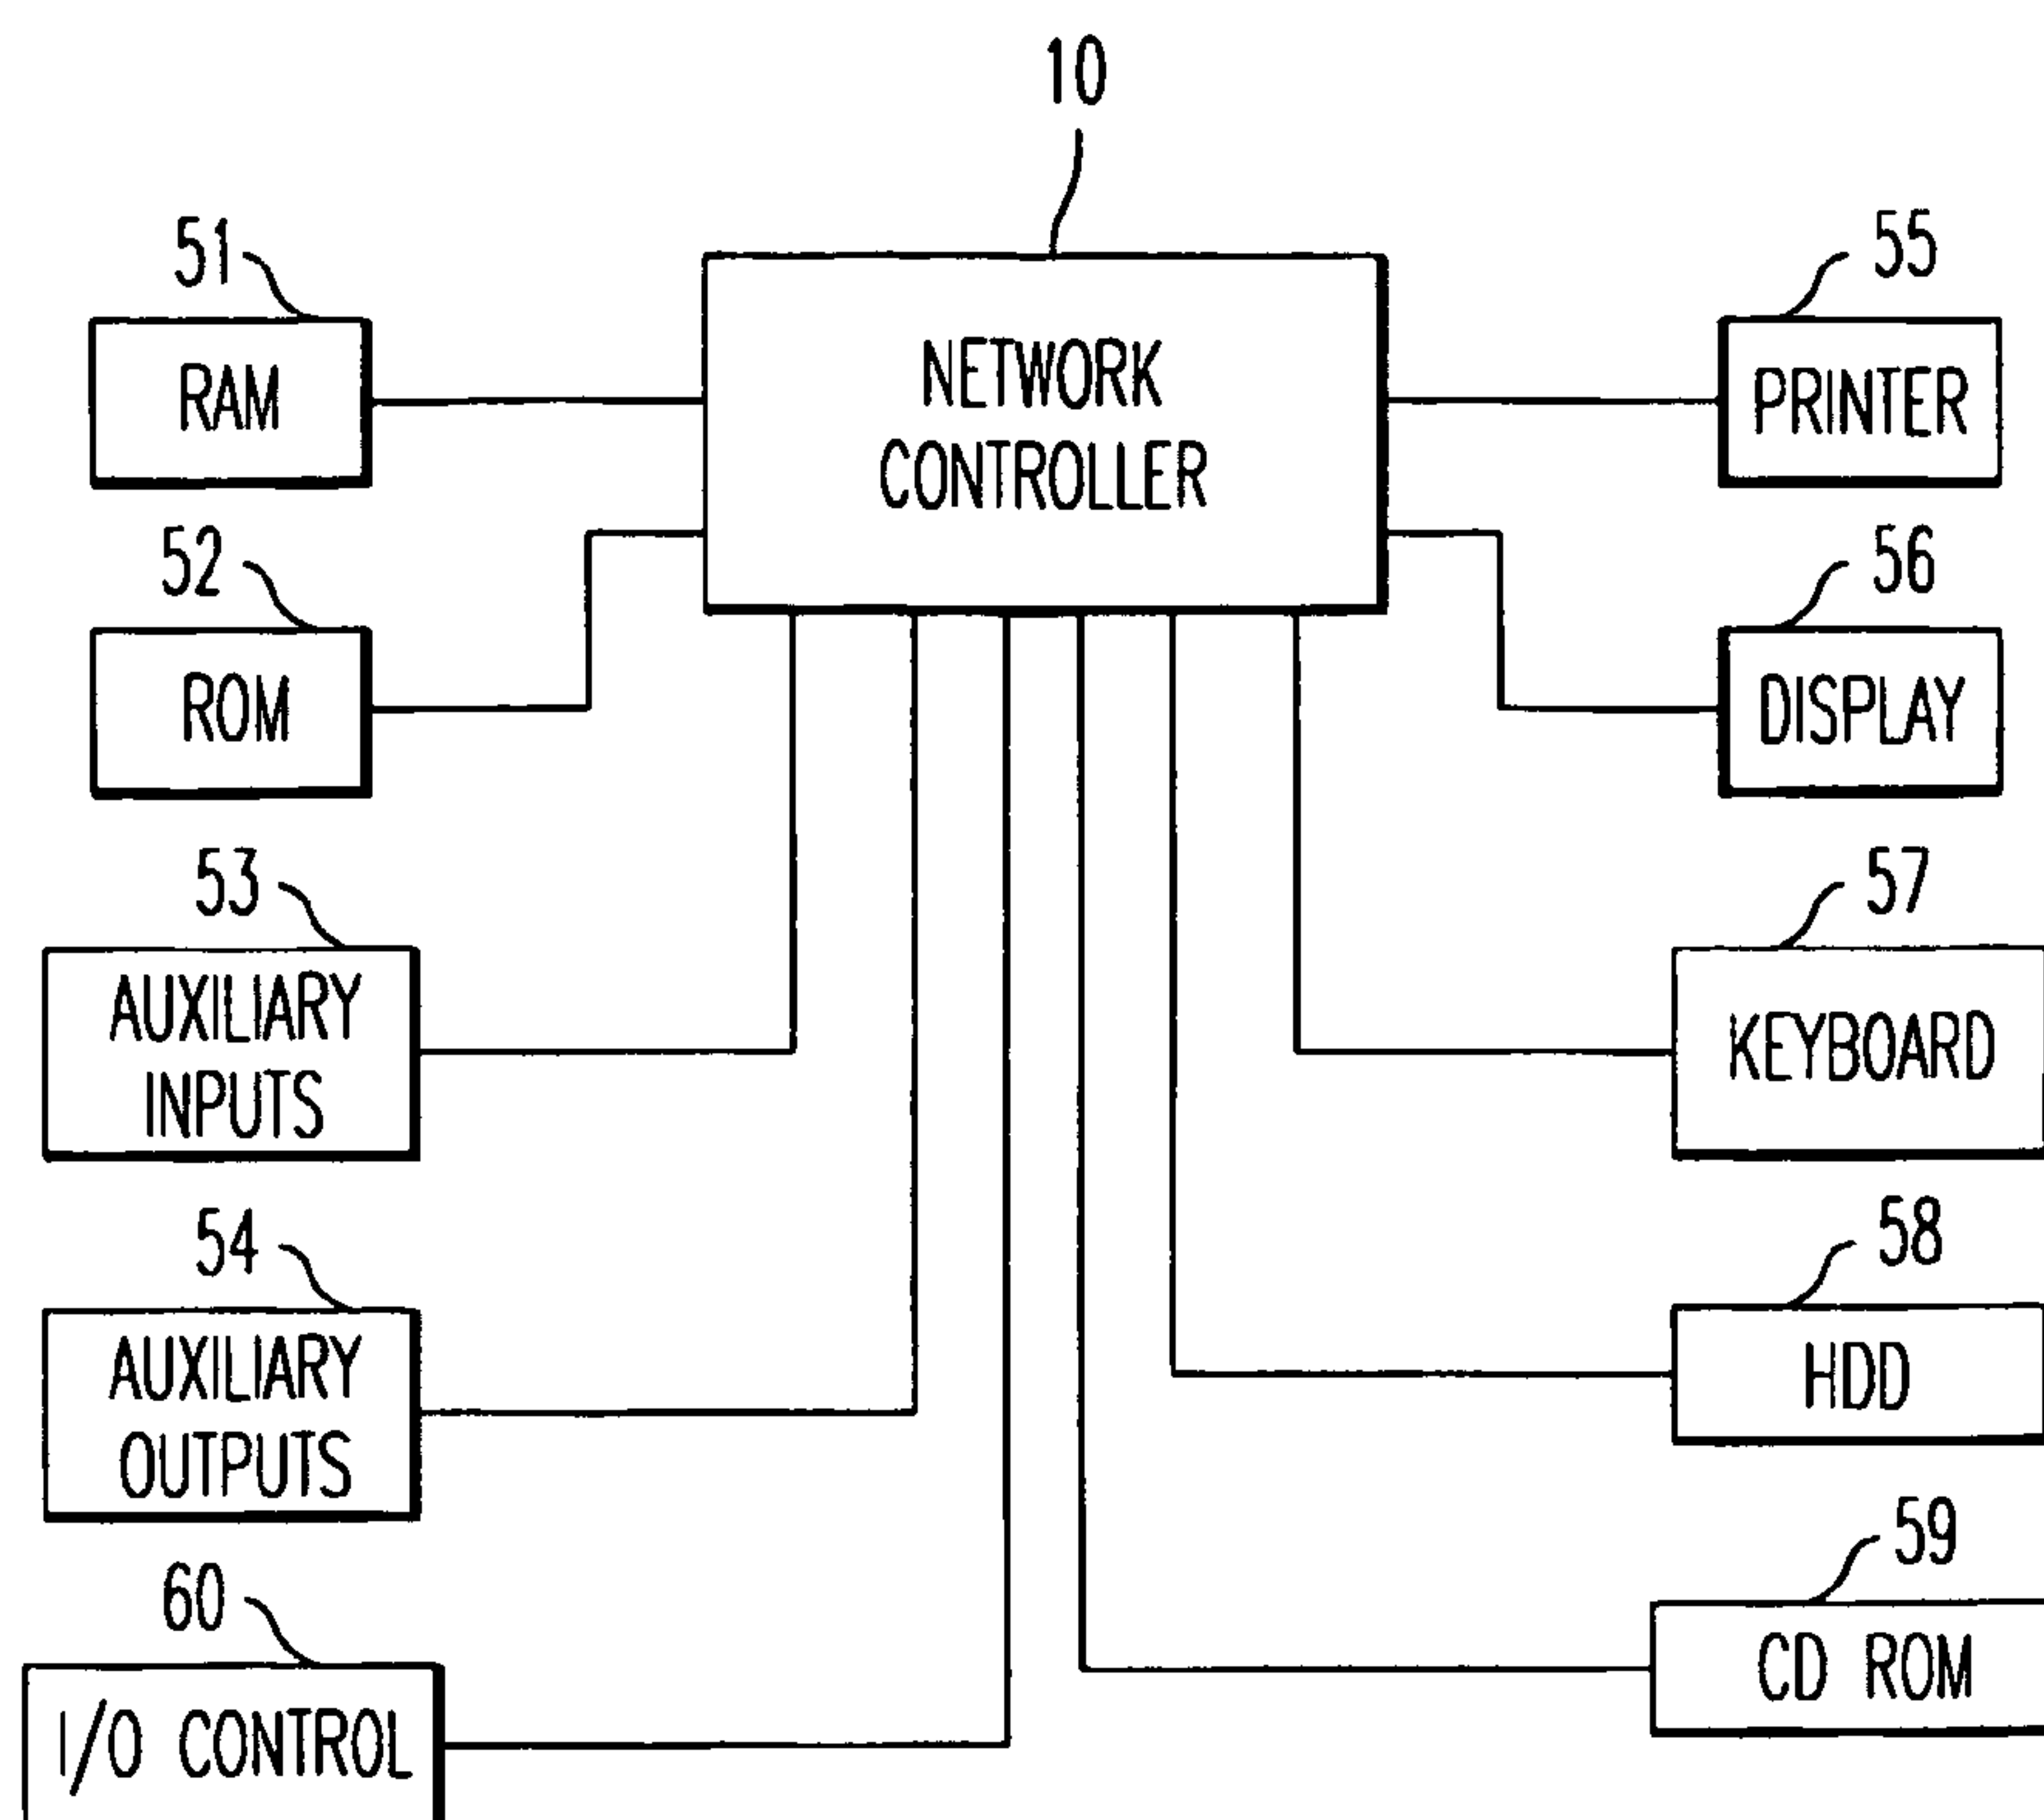 10
51
RAM
NETWORK
CONTROLLER
55
PRINTER
52
ROM
56
DISPLAY
53
AUXILIARY
INPUTS
57
KEYBOARD
54
AUXILIARY
OUTPUTS
58
HDD
60
I/O CONTROL
59
CD ROM